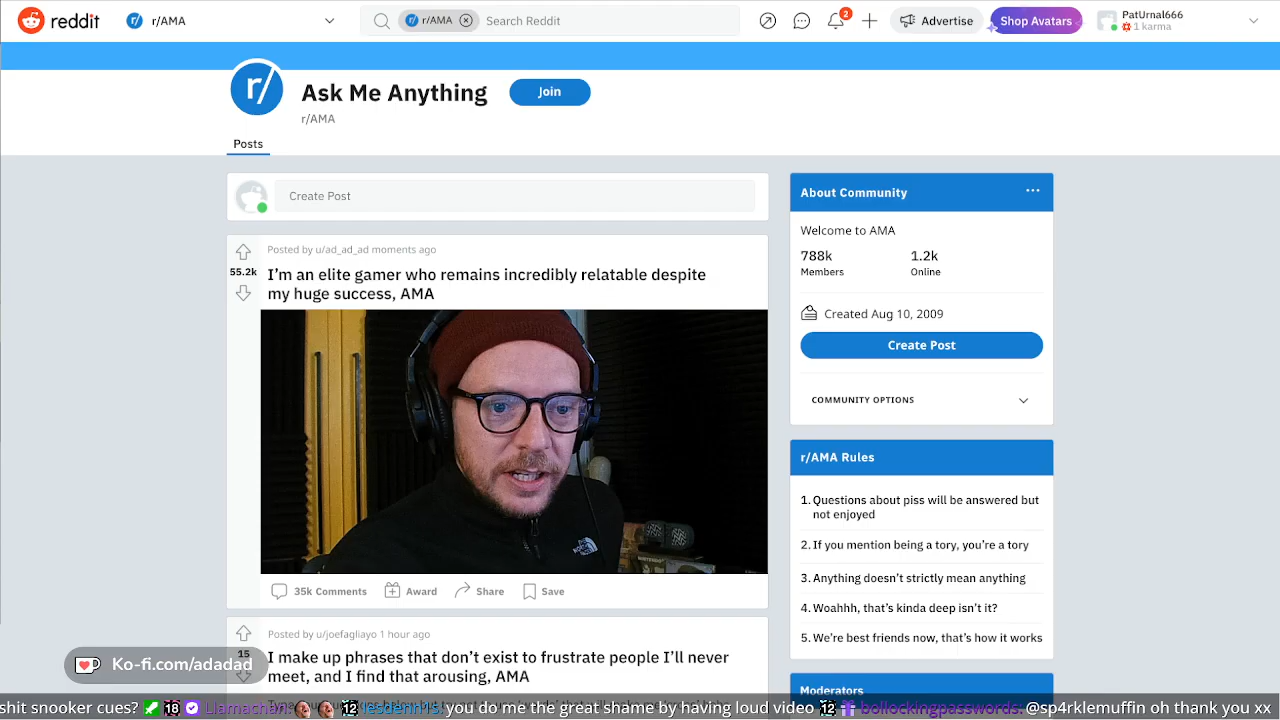 reddit
r/AMA
r/AMA
Search Reddit
2
Advertise
Shop Avatars
PatUrnal666
1 karma
r/
Ask Me Anything
Join
r/AMA
Posts
Create Post
Posted by u/ad_ad_ad moments ago
55.2k
I'm an elite gamer who remains incredibly relatable despite
my huge success, AMA
35k Comments
Award
Share
Save
Posted by u/joefagliayo 1 hour ago
15
I make up phrases that don't exist to frustrate people I'll never
meet, and I find that arousing, AMA
About Community
Welcome to AMA
788k
1.2k
Members
Online
Created Aug 10, 2009
Create Post
COMMUNITY OPTIONS
r/AMA Rules
1. Questions about piss will be answered but
not enjoyed
2. If you mention being a tory, you're a tory
3. Anything doesn't strictly mean anything
4. Woahhh, that's kinda deep isn't it?
5. We're best friends now, that's how it works
Moderators
Ko-fi.com/adadad
shit snooker cues? 16 Llamachan: 12 lesdennis: you do me the great shame by having loud video 12 bollockingpasswords: @sp4rklemuffin oh thank you xx